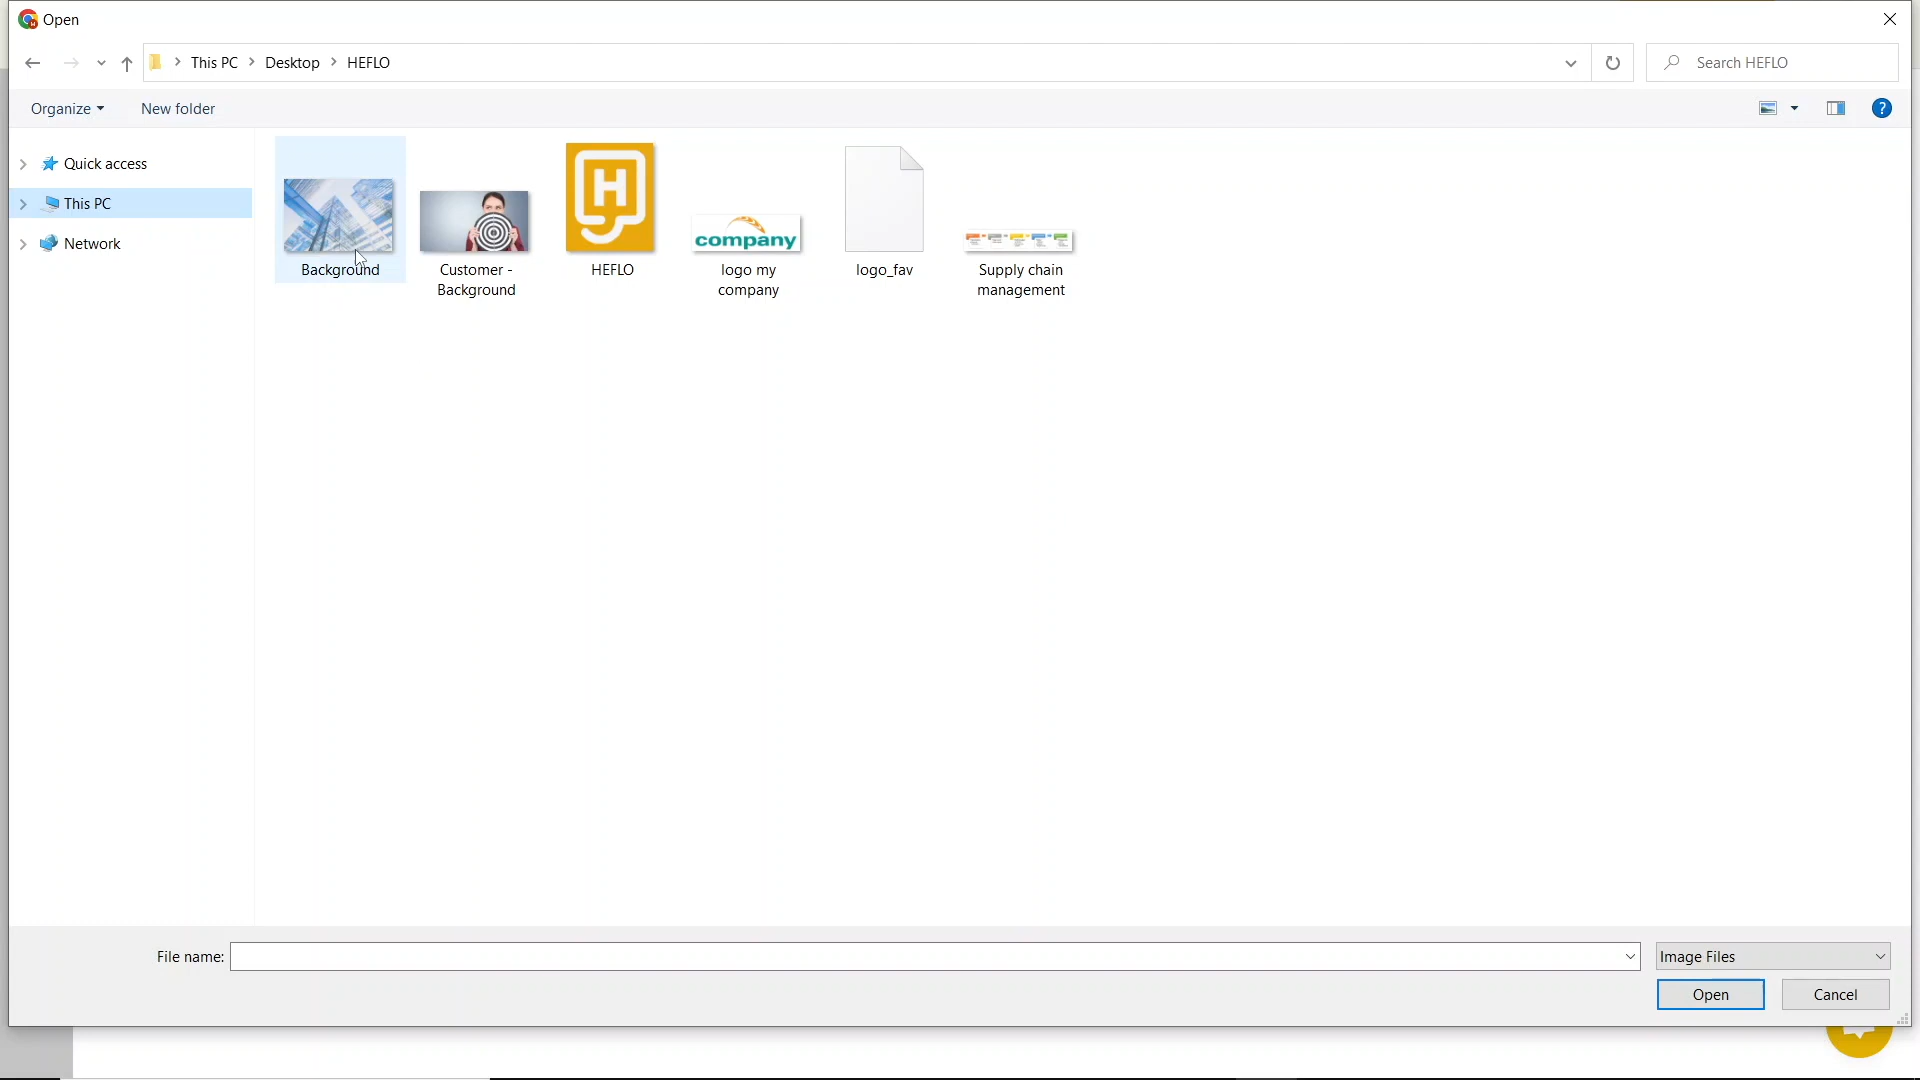 Open
This PC > Desktop > HEFLO
Search HEFLO
Organize
New folder
?
Quick access
This PC
Network
H
company
Background
Customer -
Background
HEFLO
logo my
company
logo_fav
Supply chain
management
File name:
Image Files
Open
Cancel